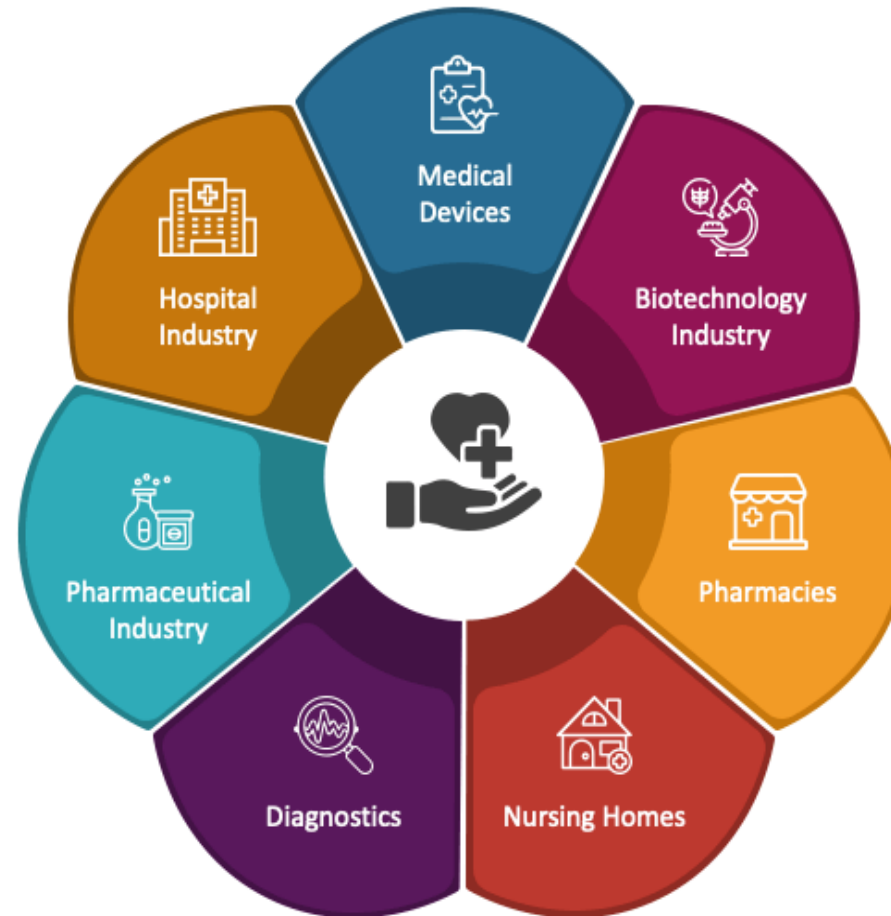 Medical
Devices
Biotechnology
Industry
Pharmacies
Nursing Homes
Diagnostics
Pharmaceutical
Industry
Hospital
Industry